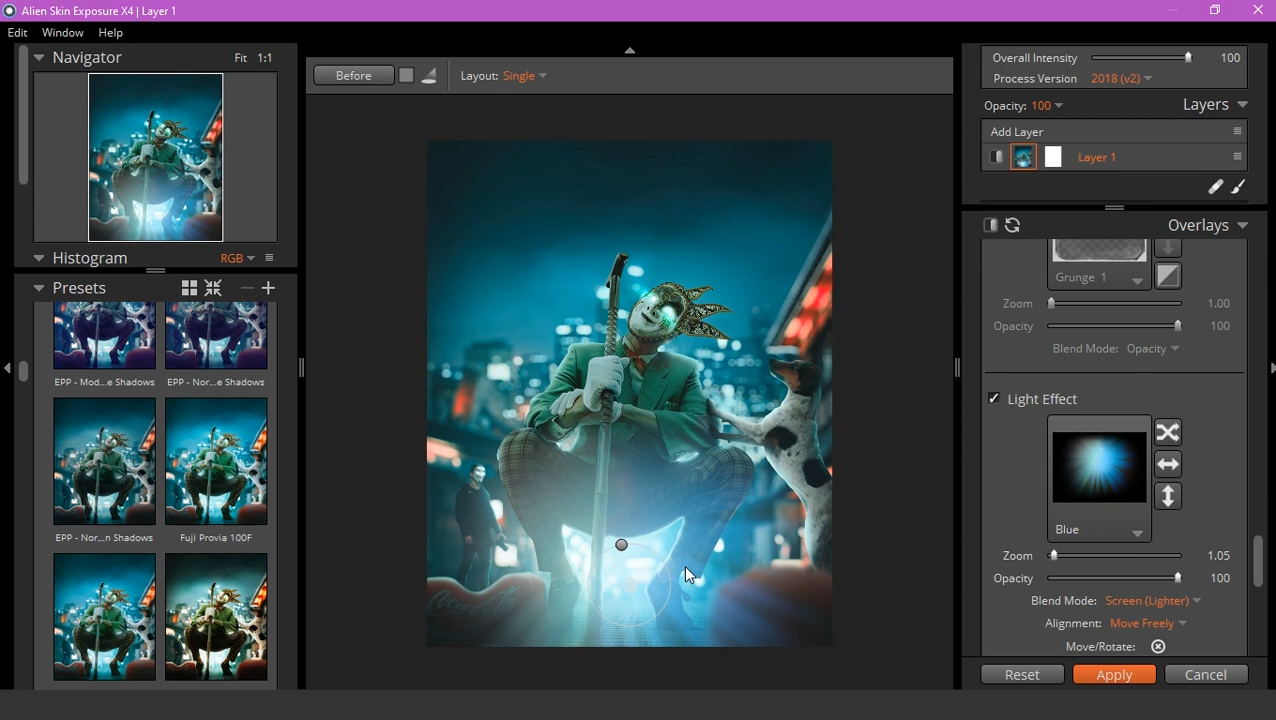 Alien Skin Exposure X4 | Layer 1
Edit Window Help
Navigator Fit 1:1
Histogram RGB
Presets
EPP - Mod...e Shadows EPP - Nor...e Shadows
EPP - Nor...n Shadows Fuji Provia 100F
Before Layout: Single
Coca-Cola
Overall Intensity 100
Process Version 2018 (v2)
Opacity: 100 Layers
Add Layer
Layer 1
Overlays
Grunge 1
Zoom 1.00
Opacity 100
Blend Mode: Opacity
Light Effect
Blue
Zoom 1.05
Opacity 100
Blend Mode: Screen (Lighter)
Alignment: Move Freely
Move/Rotate:
Reset Apply Cancel